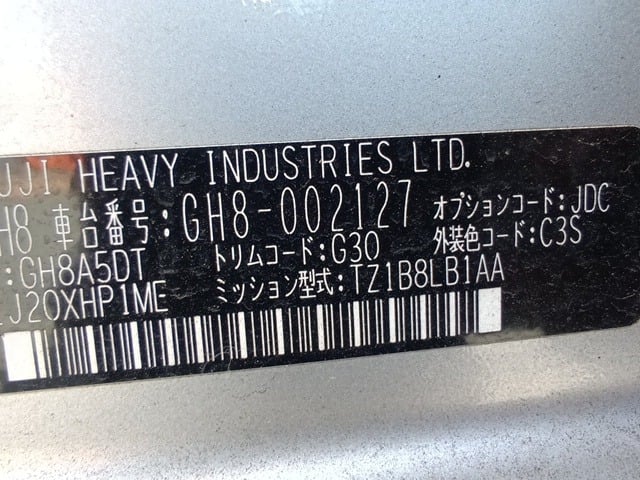 UJI HEAVY INDUSTRIES LTD.
H8 車台番号:GH8-002127 オプションコード:JDC
:GH8A5DT トリムコード:G30 外装色コード:C3S
J20XHP1ME ミッション型式:TZ1B8LB1AA